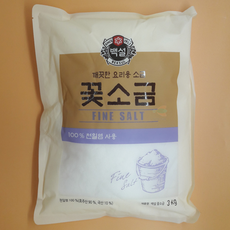 백설
깨끗한 요리용 소금
꽃소금
FINE SALT
100% 천일염 사용
Fine
Salt
3kg